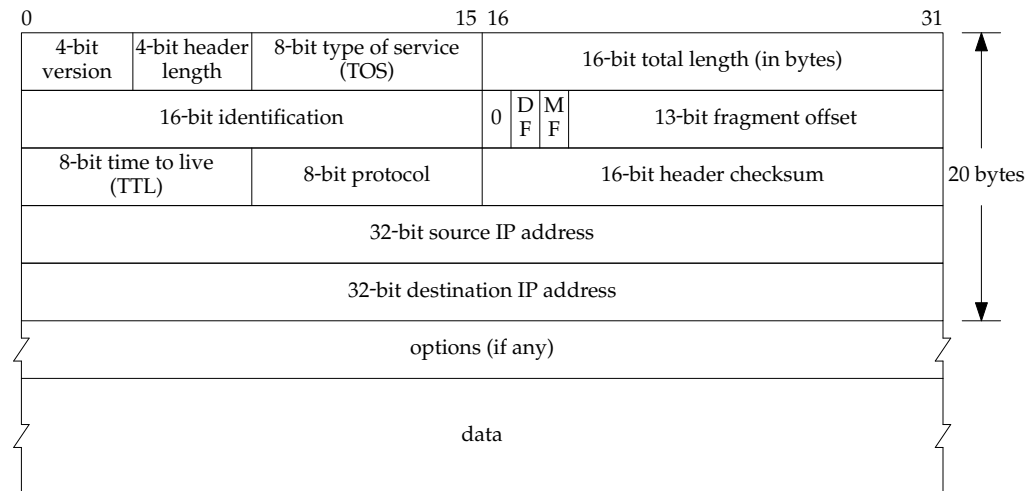 0 15 16 31
4-bit version
4-bit header length
8-bit type of service (TOS)
16-bit total length (in bytes)
16-bit identification
0
D F
M F
13-bit fragment offset
8-bit time to live (TTL)
8-bit protocol
16-bit header checksum
20 bytes
32-bit source IP address
32-bit destination IP address
options (if any)
data